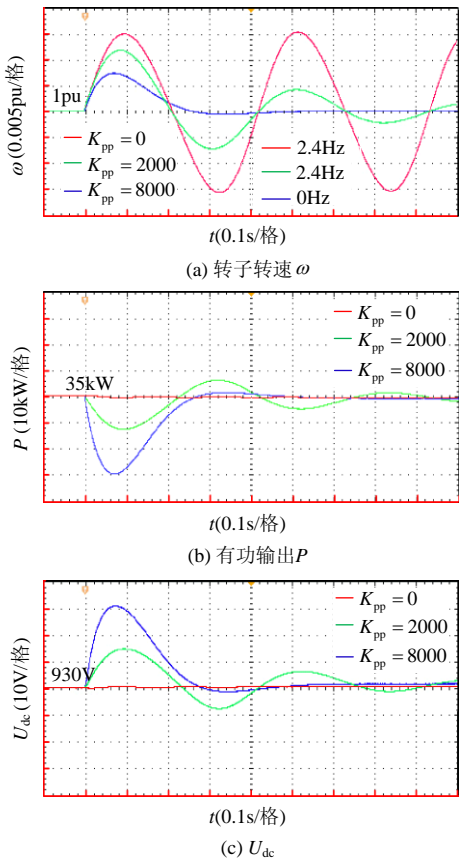 1pu
ω(0.005pu/格)
K_pp = 0
K_pp = 2000
K_pp = 8000
2.4Hz
2.4Hz
0Hz
t(0.1s/格)
(a) 转子转速 ω
35kW
P (10kW/格)
K_pp = 0
K_pp = 2000
K_pp = 8000
t(0.1s/格)
(b) 有功输出P
930V
U_dc (10V/格)
K_pp = 0
K_pp = 2000
K_pp = 8000
t(0.1s/格)
(c) U_dc